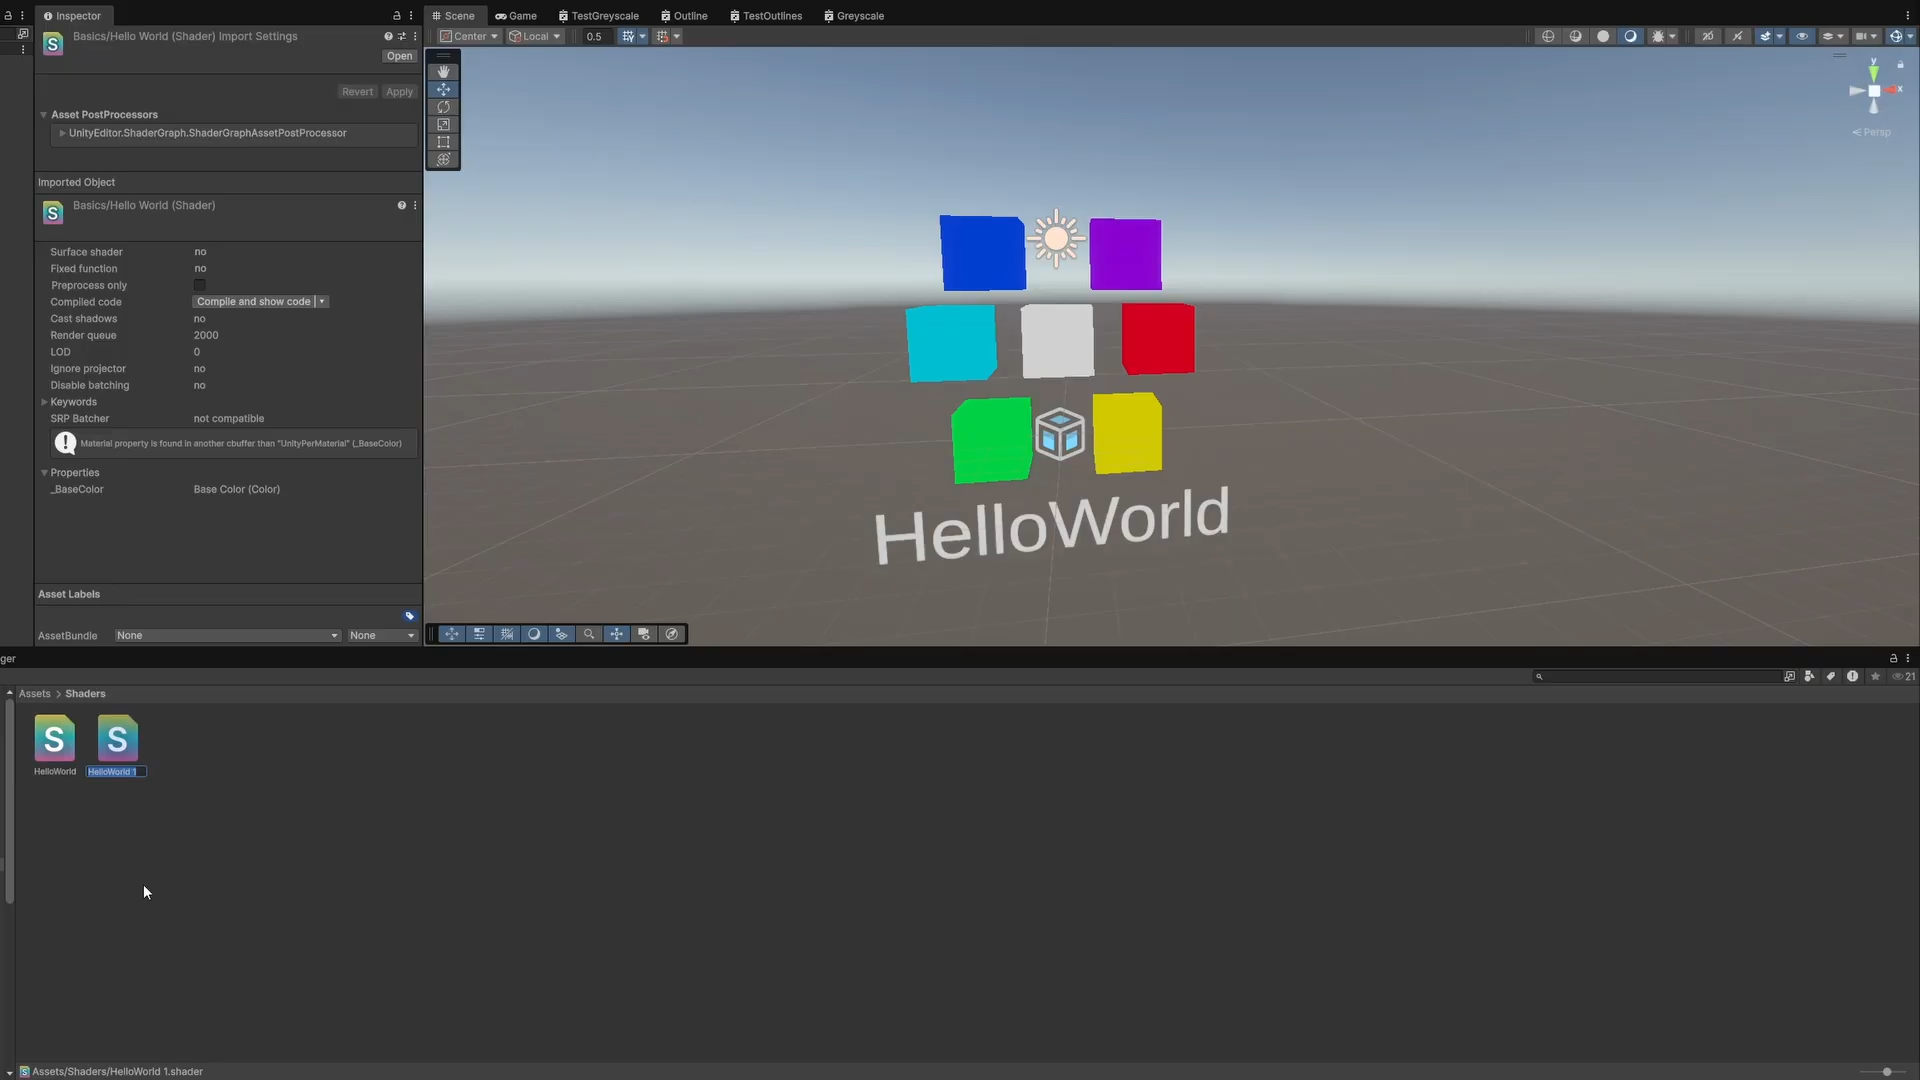 Inspector
Basics/Hello World (Shader) Import Settings
Open
Revert Apply
Asset PostProcessors
UnityEditor.ShaderGraph.ShaderGraphAssetPostProcessor
Imported Object
Basics/Hello World (Shader)
Surface shader no
Fixed function no
Preprocess only
Compiled code Compile and show code
Cast shadows no
Render queue 2000
LOD 0
Ignore projector no
Disable batching no
Keywords
SRP Batcher not compatible
Material property is found in another cbuffer than "UnityPerMaterial" (_BaseColor)
Properties
_BaseColor Base Color (Color)
Asset Labels
AssetBundle None None
Scene Game TestGreyscale Outline TestOutlines Greyscale
Center Local 0.5
y
x
Persp
HelloWorld
ger
21
Assets > Shaders
S S
HelloWorld HelloWorld 1
Assets/Shaders/HelloWorld 1.shader